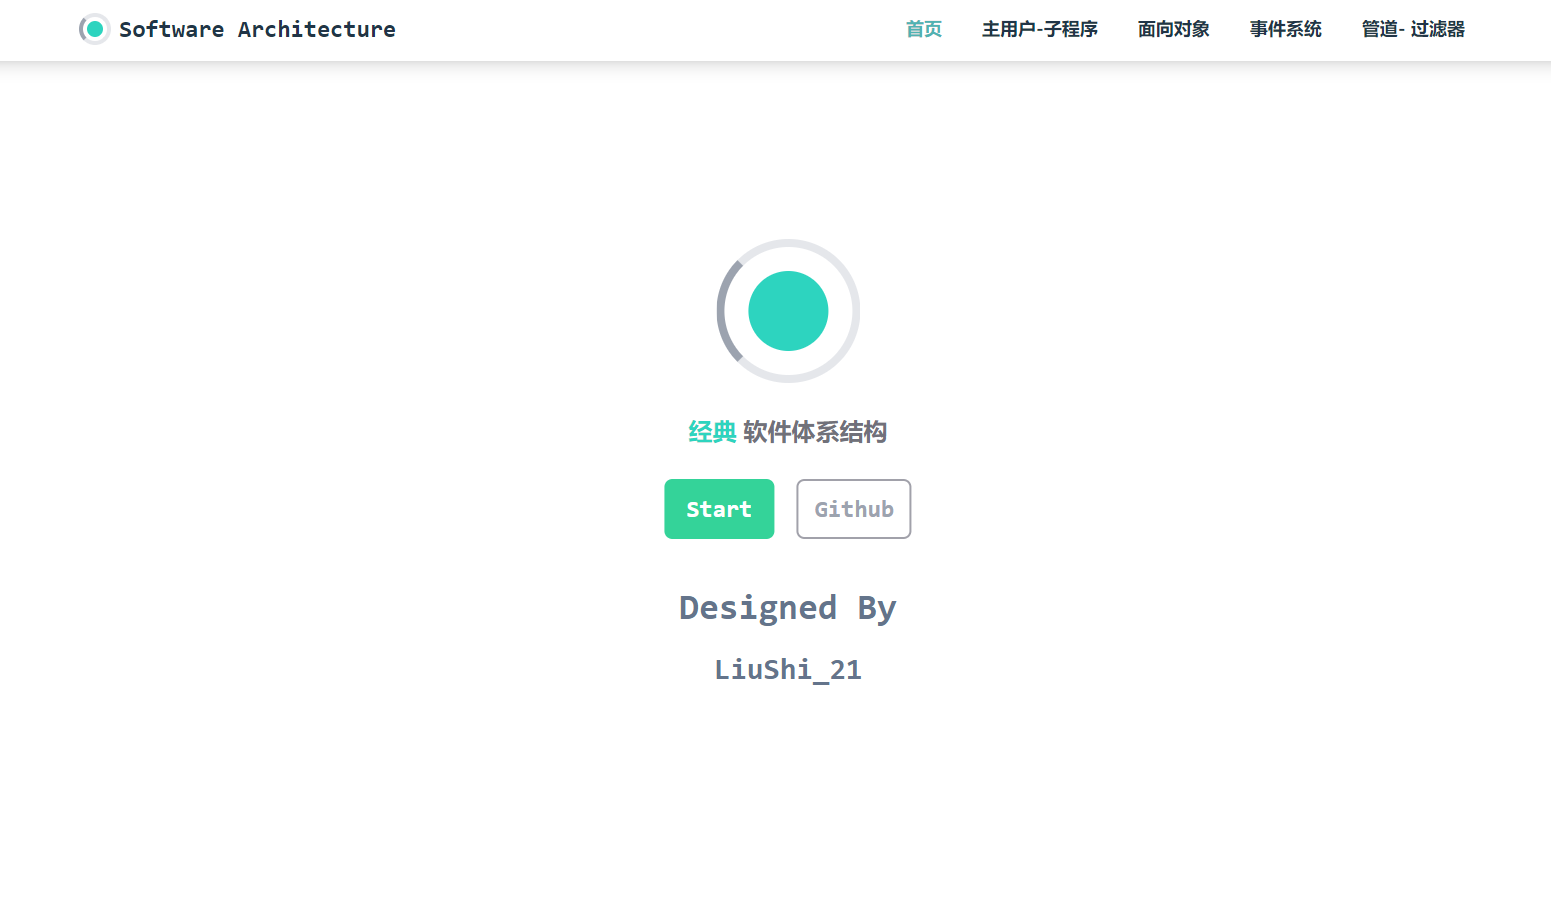 Software Architecture 首页 主用户-子程序 面向对象 事件系统 管道- 过滤器
经典 软件体系结构
Start Github
Designed By
LiuShi_21